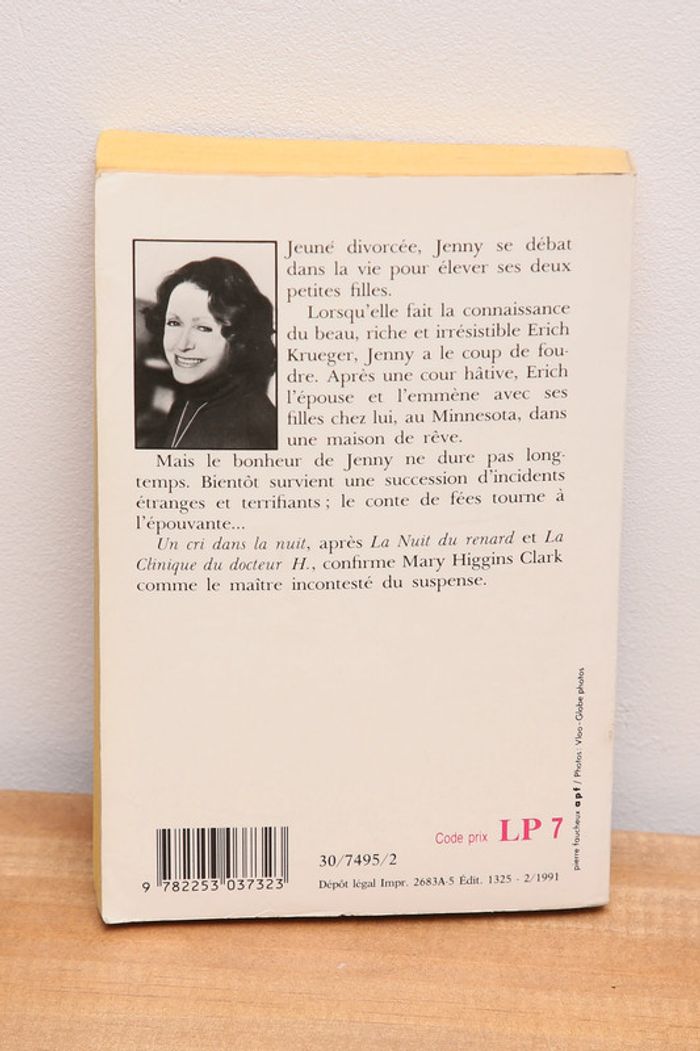 Jeune divorcée, Jenny se débat
dans la vie pour élever ses deux
petites filles.
Lorsqu'elle fait la connaissance
du beau, riche et irrésistible Erich
Krueger, Jenny a le coup de fou-
dre. Après une cour hâtive, Erich
l'épouse et l'emmène avec ses
filles chez lui, au Minnesota, dans
une maison de rêve.
Mais le bonheur de Jenny ne dure pas long-
temps. Bientôt survient une succession d'incidents
étranges et terrifiants ; le conte de fées tourne à
l'épouvante...
Un cri dans la nuit, après La Nuit du renard et La
Clinique du docteur H., confirme Mary Higgins Clark
comme le maître incontesté du suspense.
pierre faucheux apf / Photos : Vloo - Globe photos
Code prix LP 7
30/7495/2
9 782253 037323
Dépôt légal Impr. 2683A-5 Édit. 1325 - 2/1991